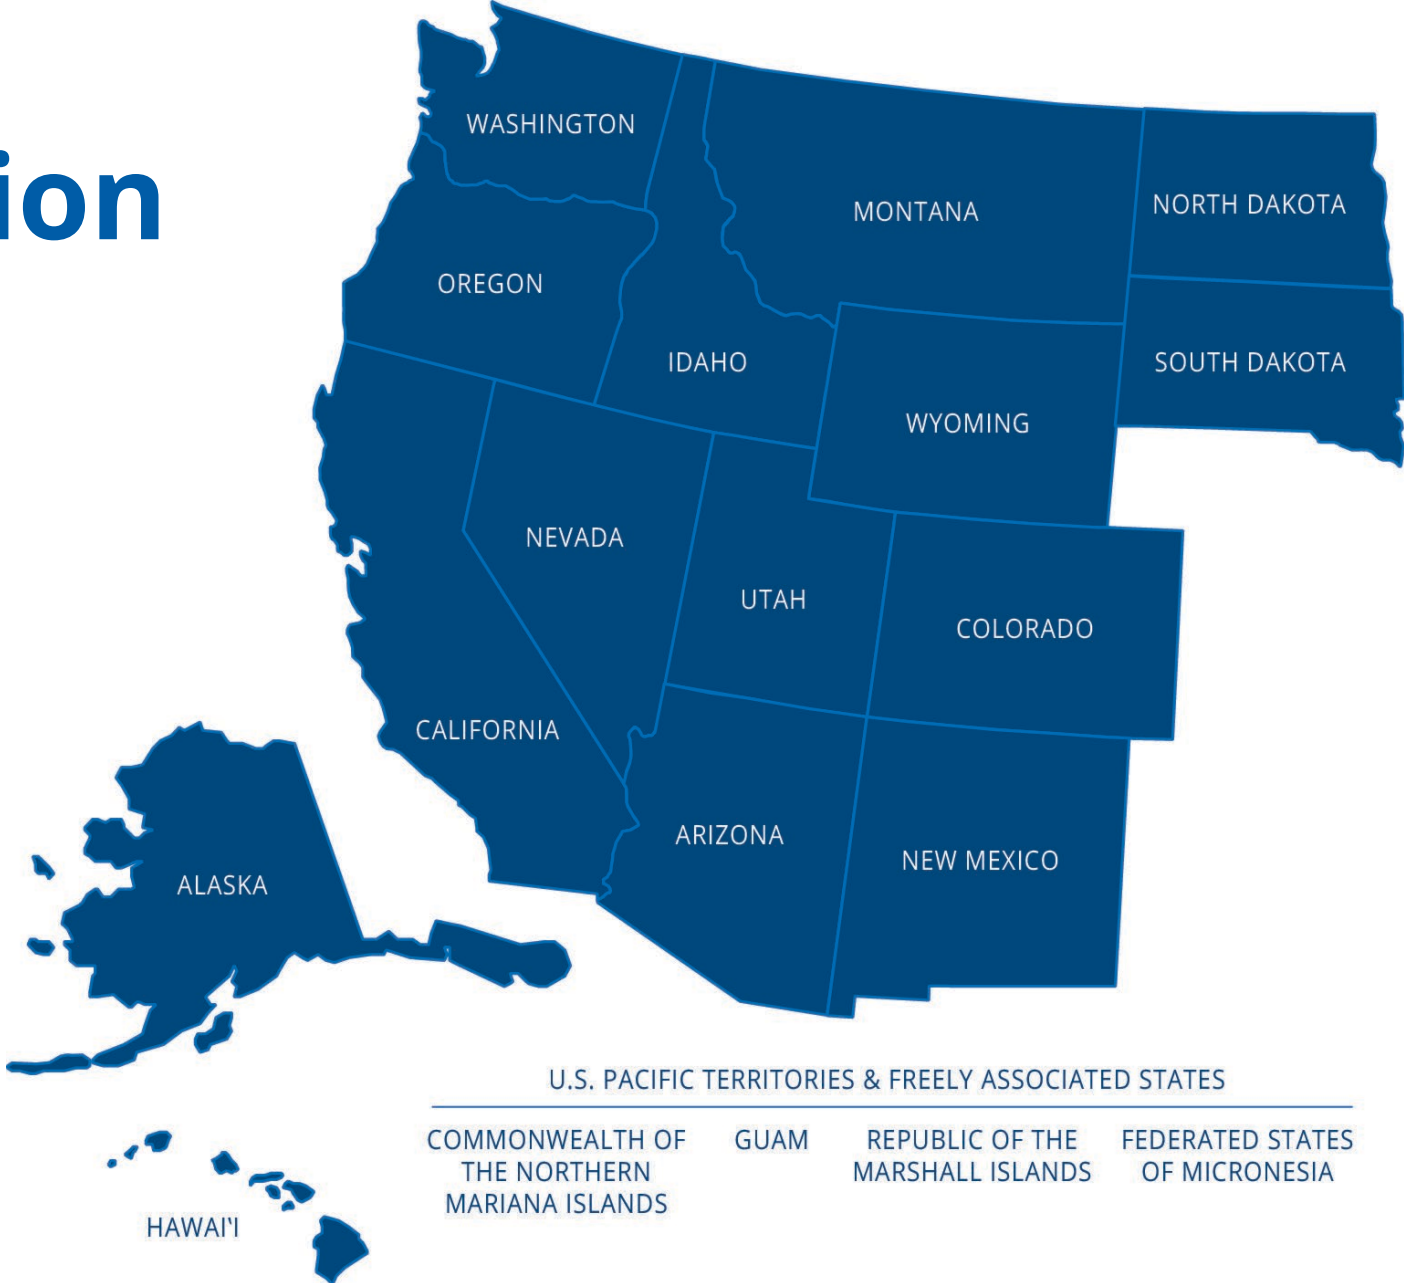 ion
WASHINGTON
MONTANA
NORTH DAKOTA
OREGON
IDAHO
SOUTH DAKOTA
WYOMING
NEVADA
UTAH
COLORADO
CALIFORNIA
ARIZONA
NEW MEXICO
ALASKA
U.S. PACIFIC TERRITORIES & FREELY ASSOCIATED STATES
COMMONWEALTH OF
THE NORTHERN
MARIANA ISLANDS
GUAM
REPUBLIC OF THE
MARSHALL ISLANDS
FEDERATED STATES
OF MICRONESIA
HAWAI'I